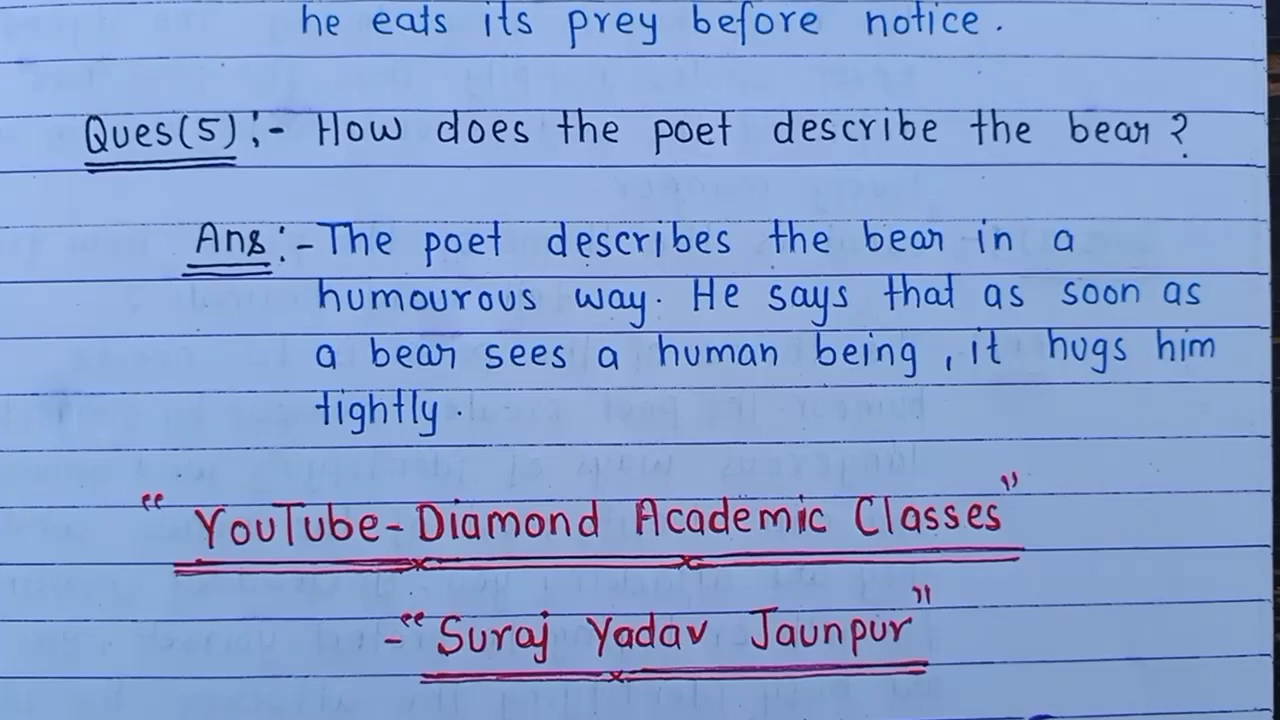 he eats its prey before notice.
Ques(5):- How does the poet describe the bear?
Ans:- The poet describes the bear in a
humourous way. He says that as soon as
a bear sees a human being, it hugs him
tightly.
"YouTube-Diamond Academic Classes"
-"Suraj Yadav Jaunpur"